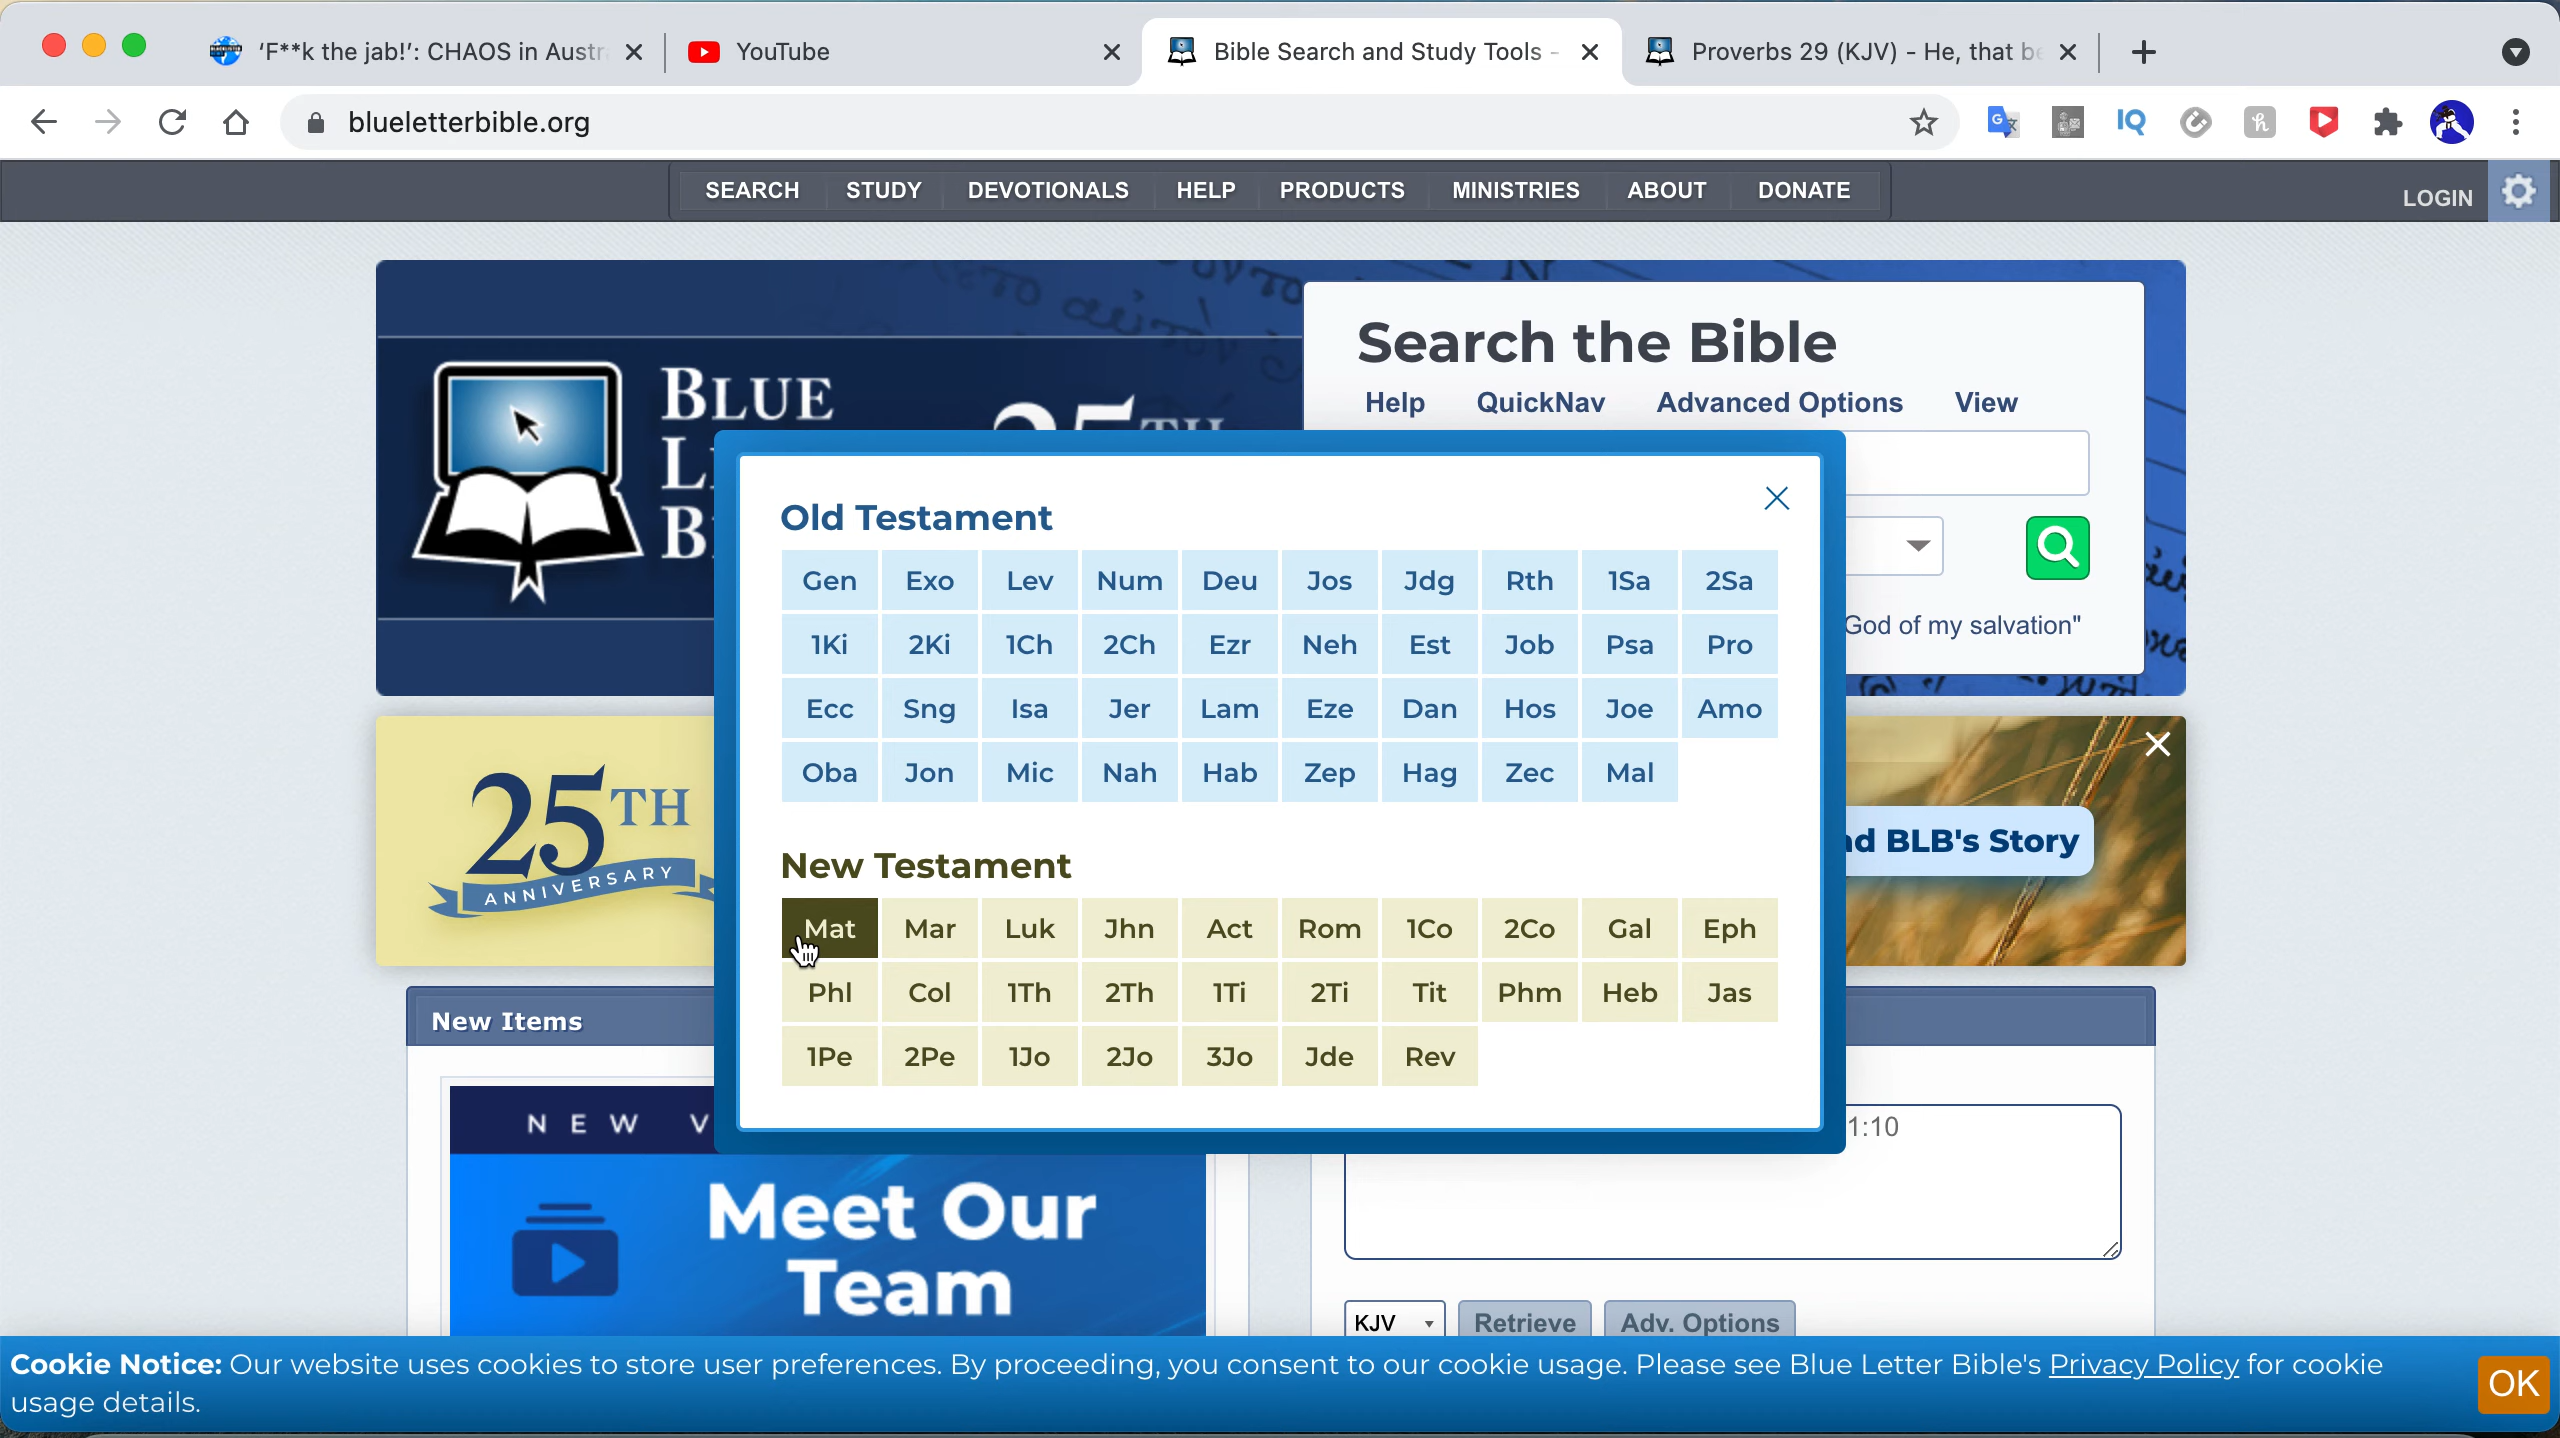 ‘F**k the jab!’: CHAOS in Austr
YouTube
Bible Search and Study Tools -
Proverbs 29 (KJV) - He, that be
blueletterbible.org
IQ
SEARCH STUDY DEVOTIONALS HELP PRODUCTS MINISTRIES ABOUT DONATE
LOGIN
BLUE
25TH
Search the Bible
Help QuickNav Advanced Options View
God of my salvation"
Old Testament
Gen Exo Lev Num Deu Jos Jdg Rth 1Sa 2Sa
1Ki 2Ki 1Ch 2Ch Ezr Neh Est Job Psa Pro
Ecc Sng Isa Jer Lam Eze Dan Hos Joe Amo
Oba Jon Mic Nah Hab Zep Hag Zec Mal
New Testament
Mat Mar Luk Jhn Act Rom 1Co 2Co Gal Eph
Phl Col 1Th 2Th 1Ti 2Ti Tit Phm Heb Jas
1Pe 2Pe 1Jo 2Jo 3Jo Jde Rev
25TH
ANNIVERSARY
nd BLB's Story
New Items
NEW V
Meet Our
Team
1:10
KJV Retrieve Adv. Options
Cookie Notice: Our website uses cookies to store user preferences. By proceeding, you consent to our cookie usage. Please see Blue Letter Bible's Privacy Policy for cookie
usage details.
OK